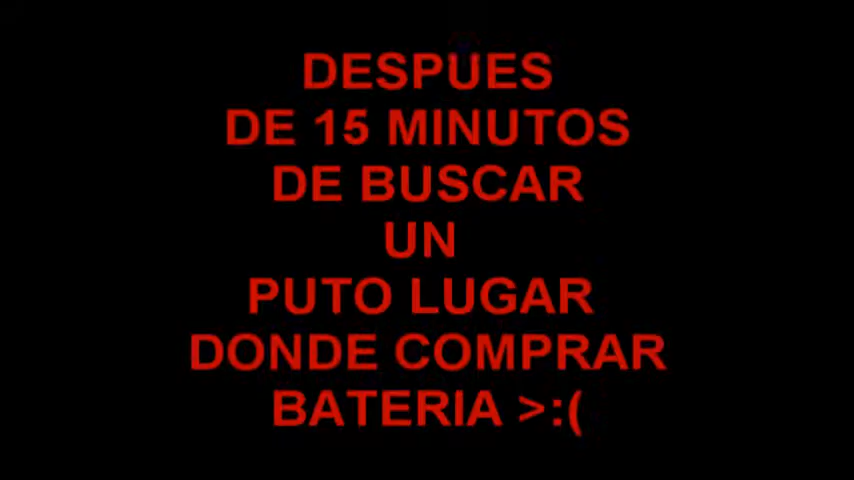 DESPUES
DE 15 MINUTOS
DE BUSCAR
UN
PUTO LUGAR
DONDE COMPRAR
BATERIA >:(